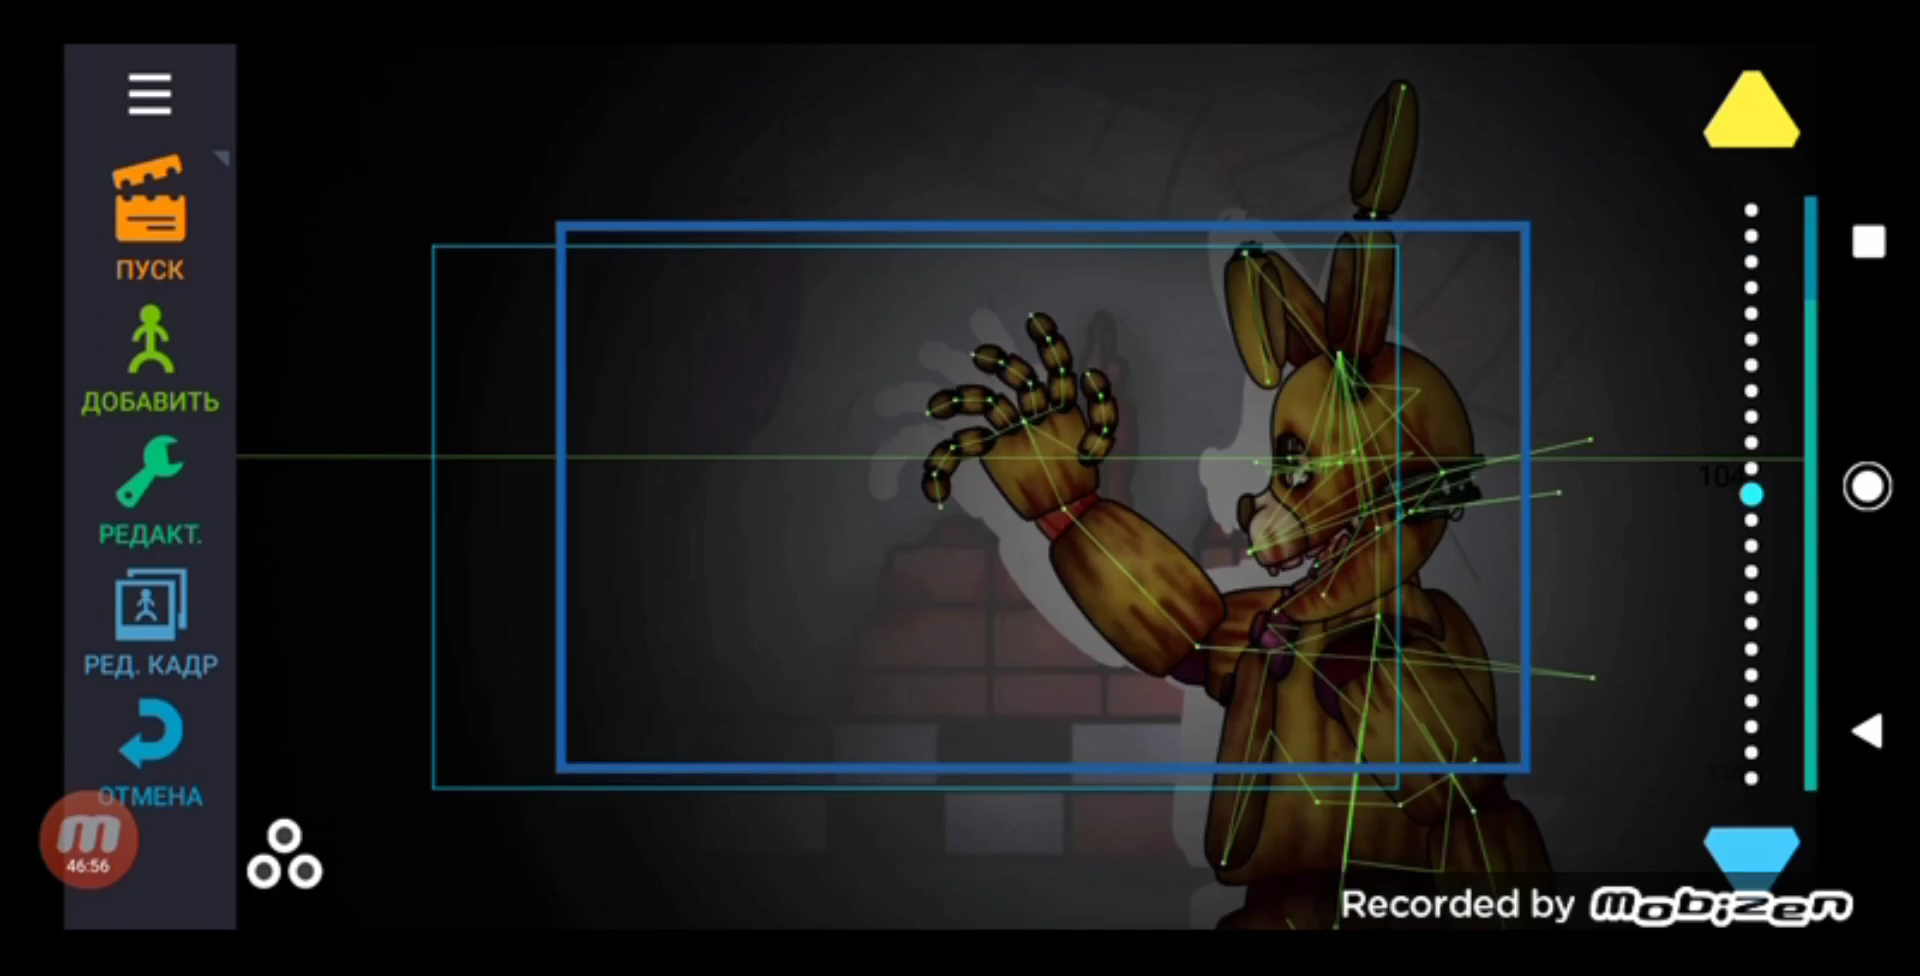 ПУСК
ДОБАВИТЬ
РЕДАКТ.
РЕД. КАДР
ОТМЕНА
46:56
Recorded by mobizen